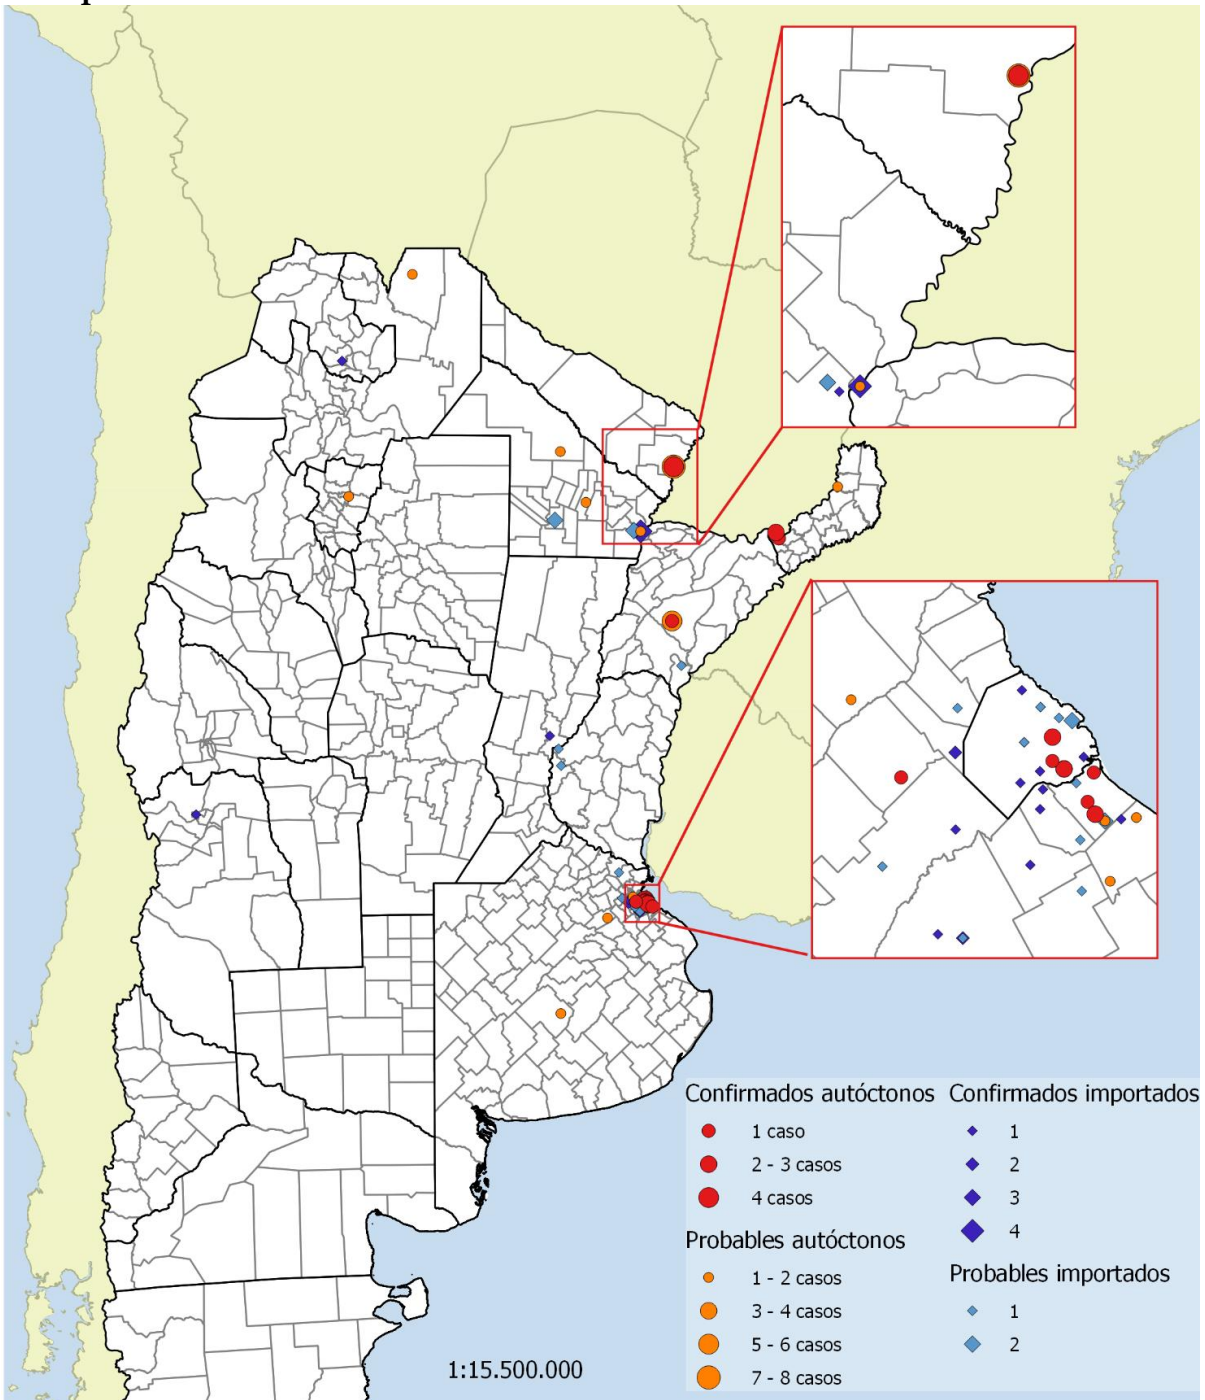 1:15.500.000
Confirmados autóctonos
1 caso
2 - 3 casos
4 casos
Probables autóctonos
1 - 2 casos
3 - 4 casos
5 - 6 casos
7 - 8 casos
Confirmados importados
1
2
3
4
Probables importados
1
2